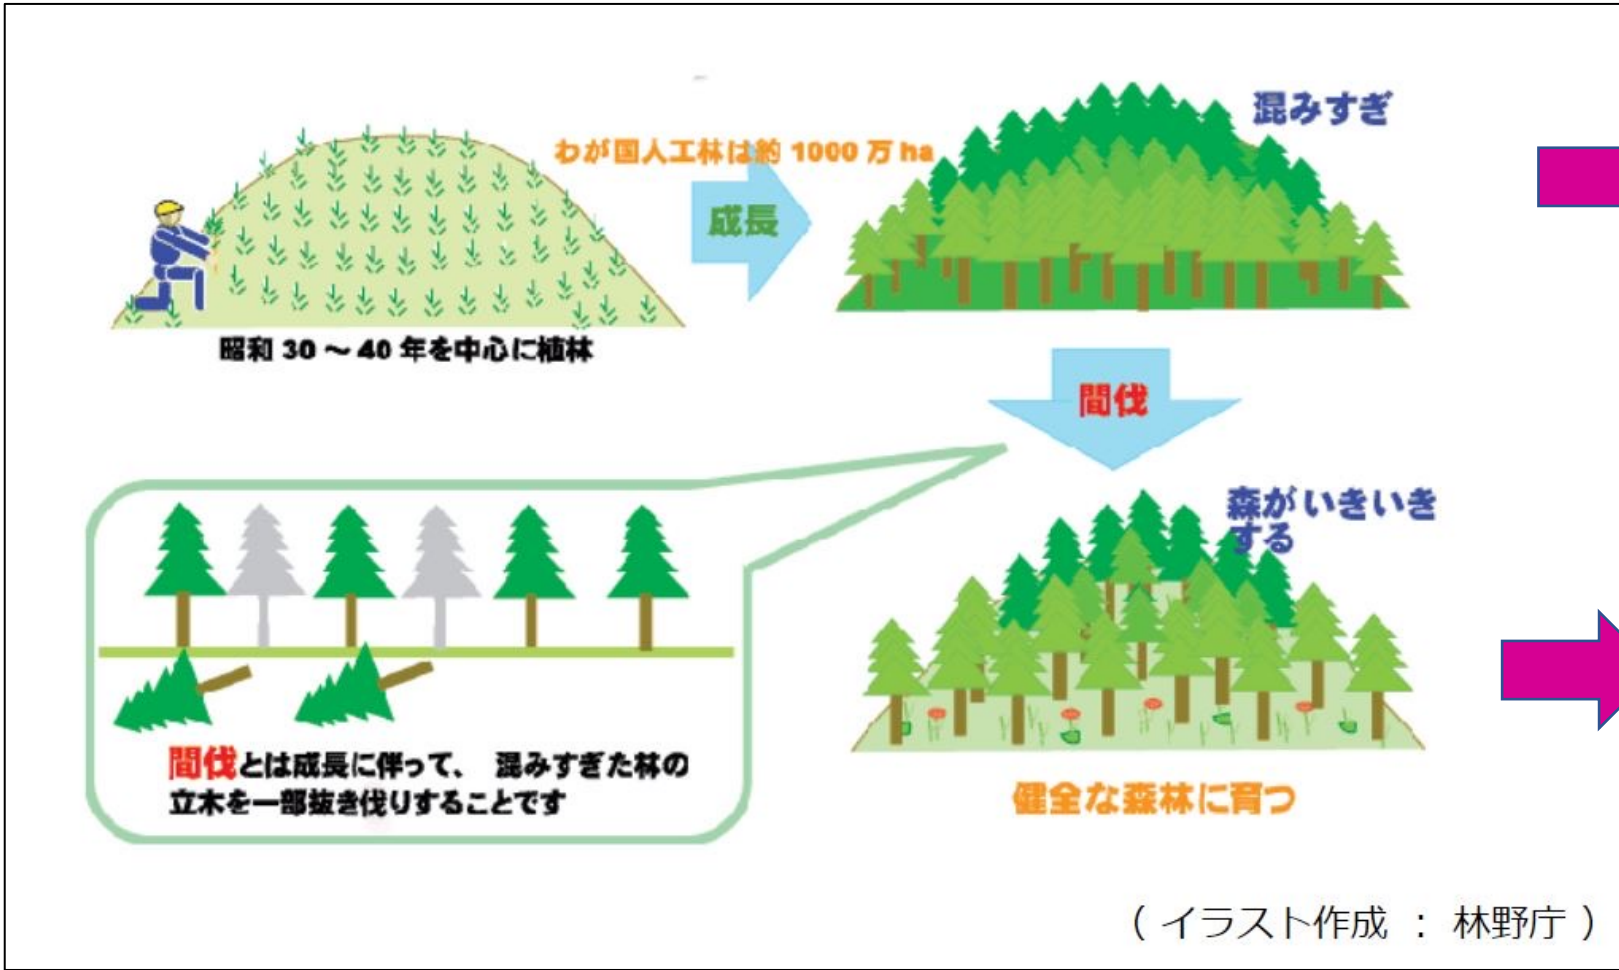 わが国人工林は約 1000 万 ha
混みすぎ
成長
昭和 30 ～ 40 年を中心に植林
間伐
森がいきいき
する
間伐とは成長に伴って、 混みすぎた林の
立木を一部抜き伐りすることです
健全な森林に育つ
( イラスト作成 ： 林野庁 )